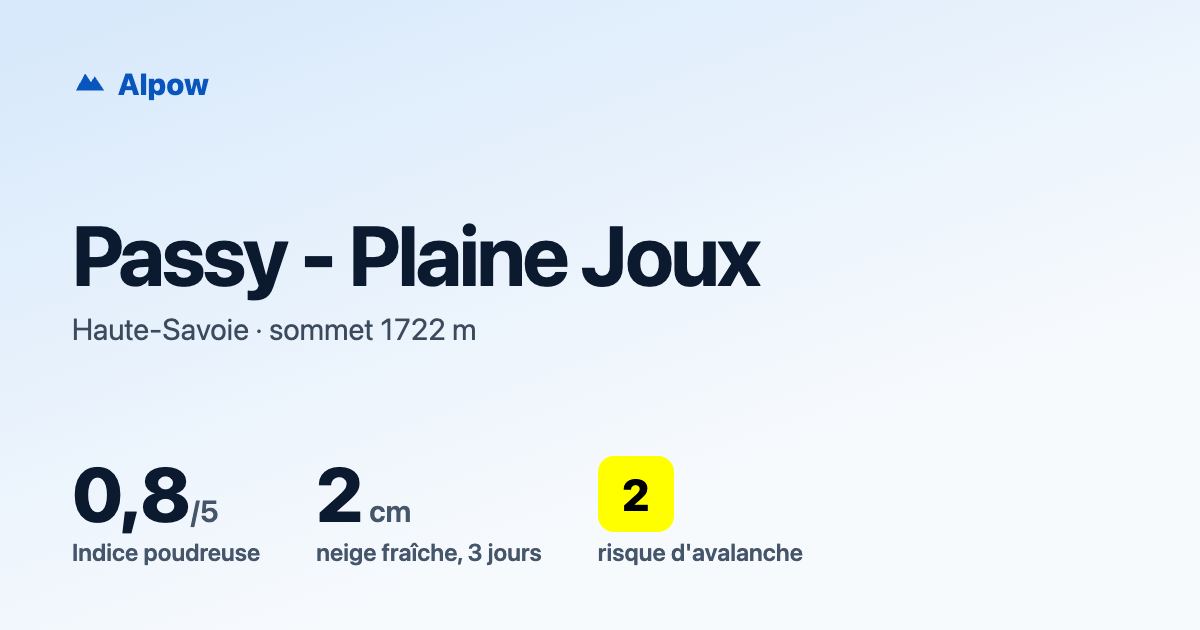 Alpow
Passy - Plaine Joux
Haute-Savoie · sommet 1722 m
0,8/5
Indice poudreuse
2 cm
neige fraîche, 3 jours
2
risque d'avalanche